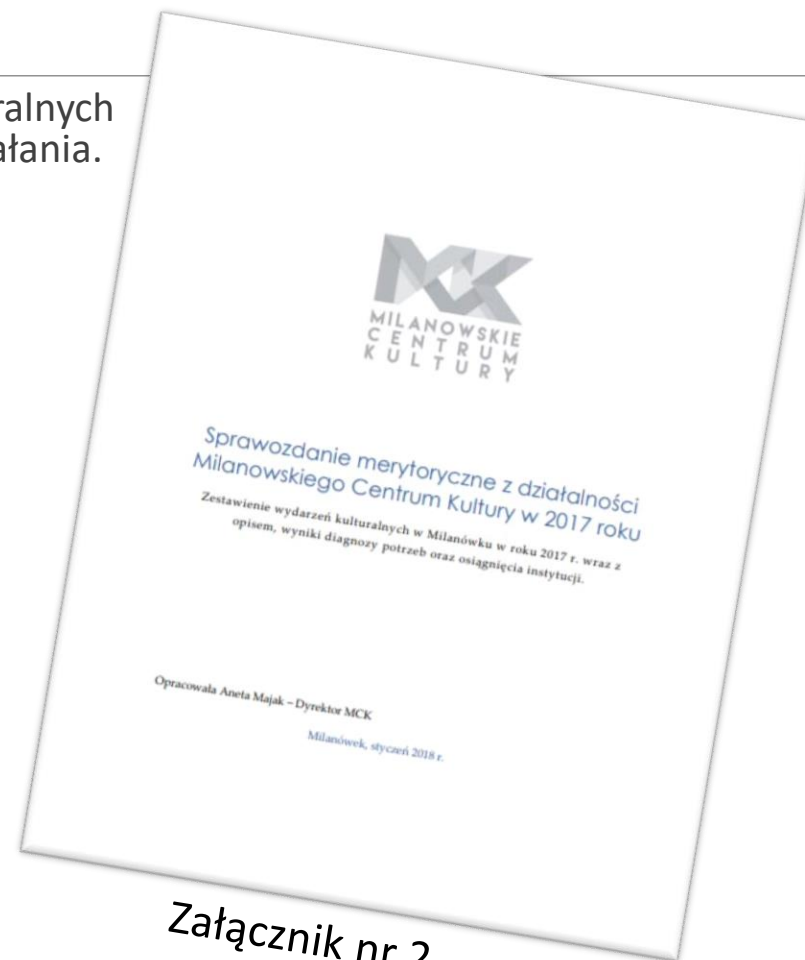 ralnych
ałania.
MILANOWSKIE
CENTRUM
KULTURY
Sprawozdanie merytoryczne z działalności
Milanowskiego Centrum Kultury w 2017 roku
Zestawienie wydarzeń kulturalnych w Milanówku w roku 2017 r. wraz z
opisem, wyniki diagnozy potrzeb oraz osiągnięcia instytucji.
Opracowała Aneta Majak – Dyrektor MCK
Milanówek, styczeń 2018 r.
Załącznik nr 2